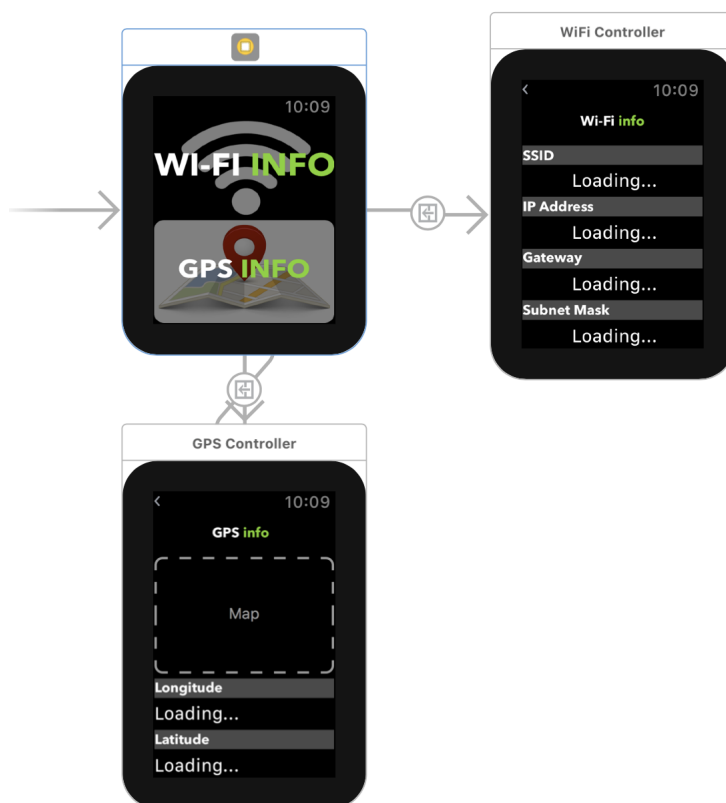 WiFi Controller
10:09
WI-FI INFO
GPS INFO
10:09
Wi-Fi info
SSID
Loading...
IP Address
Loading...
Gateway
Loading...
Subnet Mask
Loading...
GPS Controller
10:09
GPS info
Map
Longitude
Loading...
Latitude
Loading...